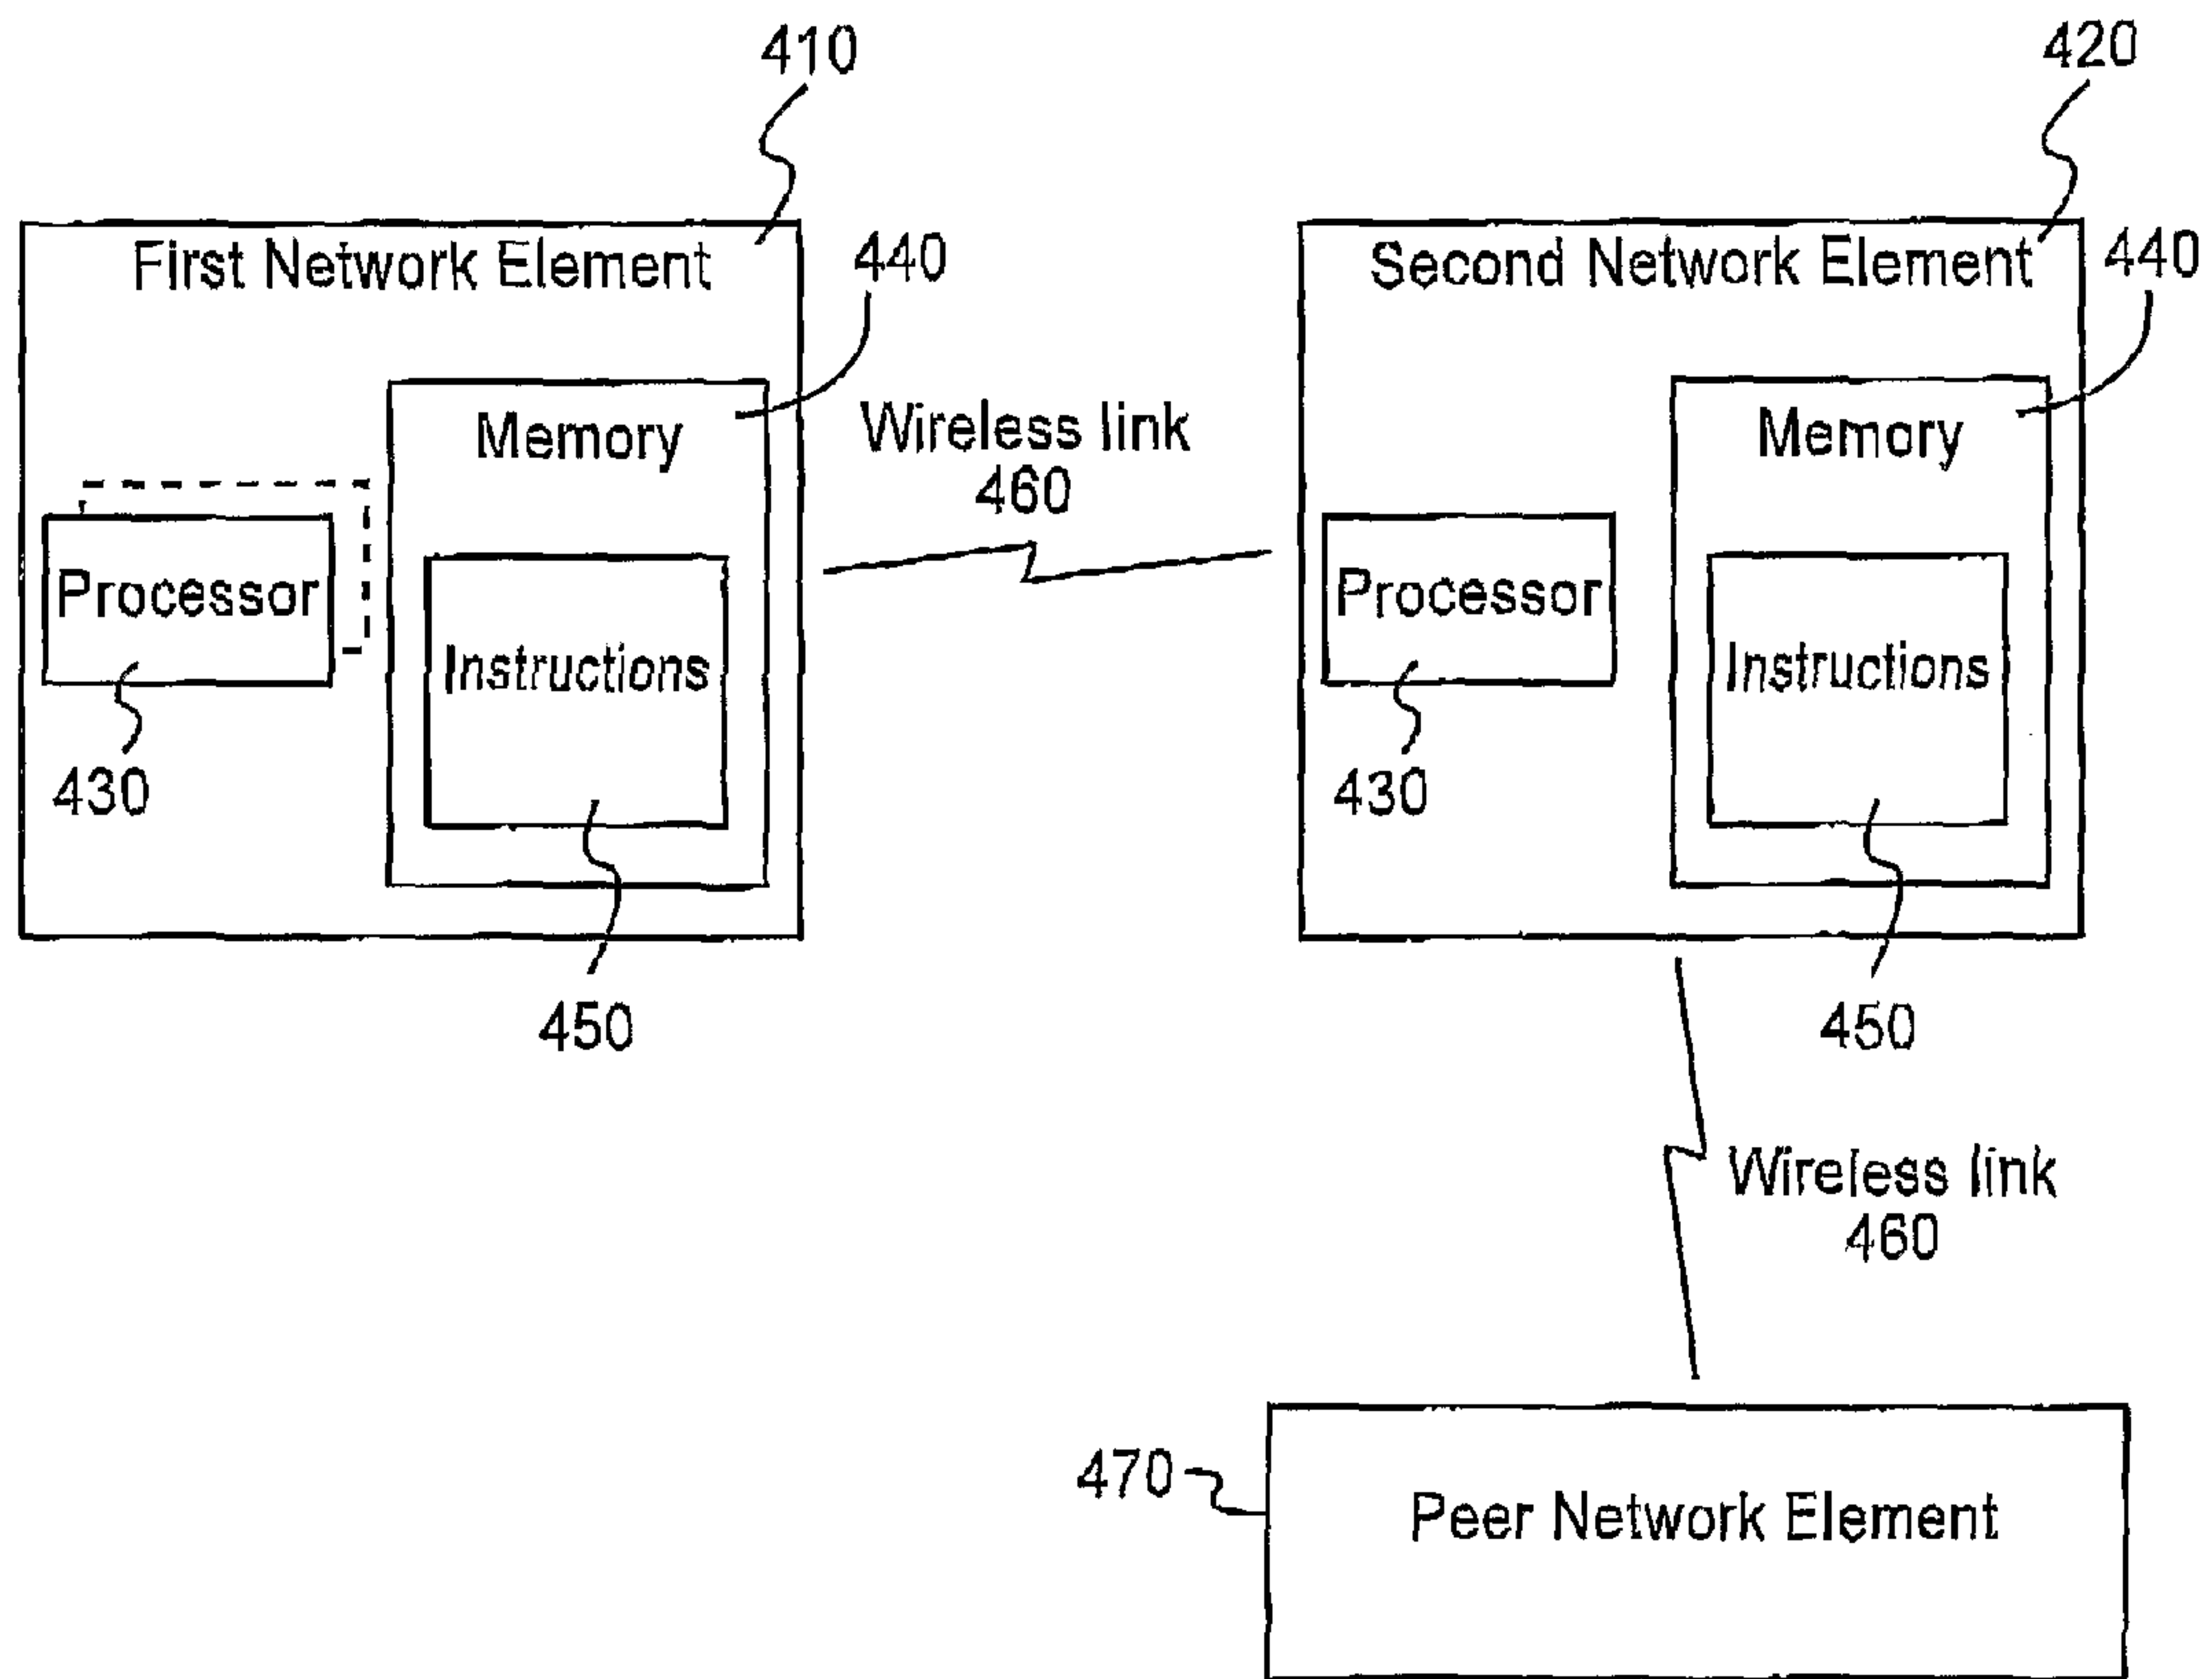 410
420
First Network Element
440
Second Network Element
440
Memory
Wireless link
460
Memory
Processor
Instructions
Processor
Instructions
430
430
450
450
Wireless link
460
470
Peer Network Element